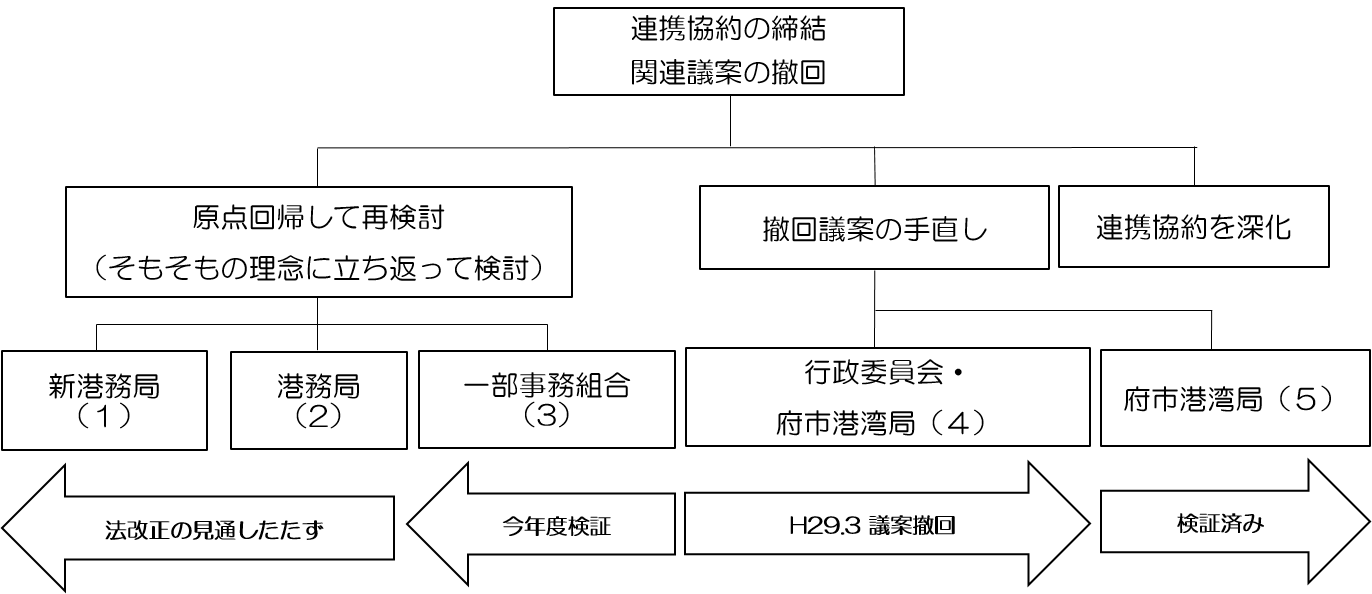 連携協約の締結
関連議案の撤回
原点回帰して再検討
（そもそもの理念に立ち返って検討）
撤回議案の手直し
連携協約を深化
新港務局
（１）
港務局
（２）
一部事務組合
（３）
行政委員会・
府市港湾局（４）
府市港湾局（５）
法改正の見通したたず
今年度検証
H29.3 議案撤回
検証済み